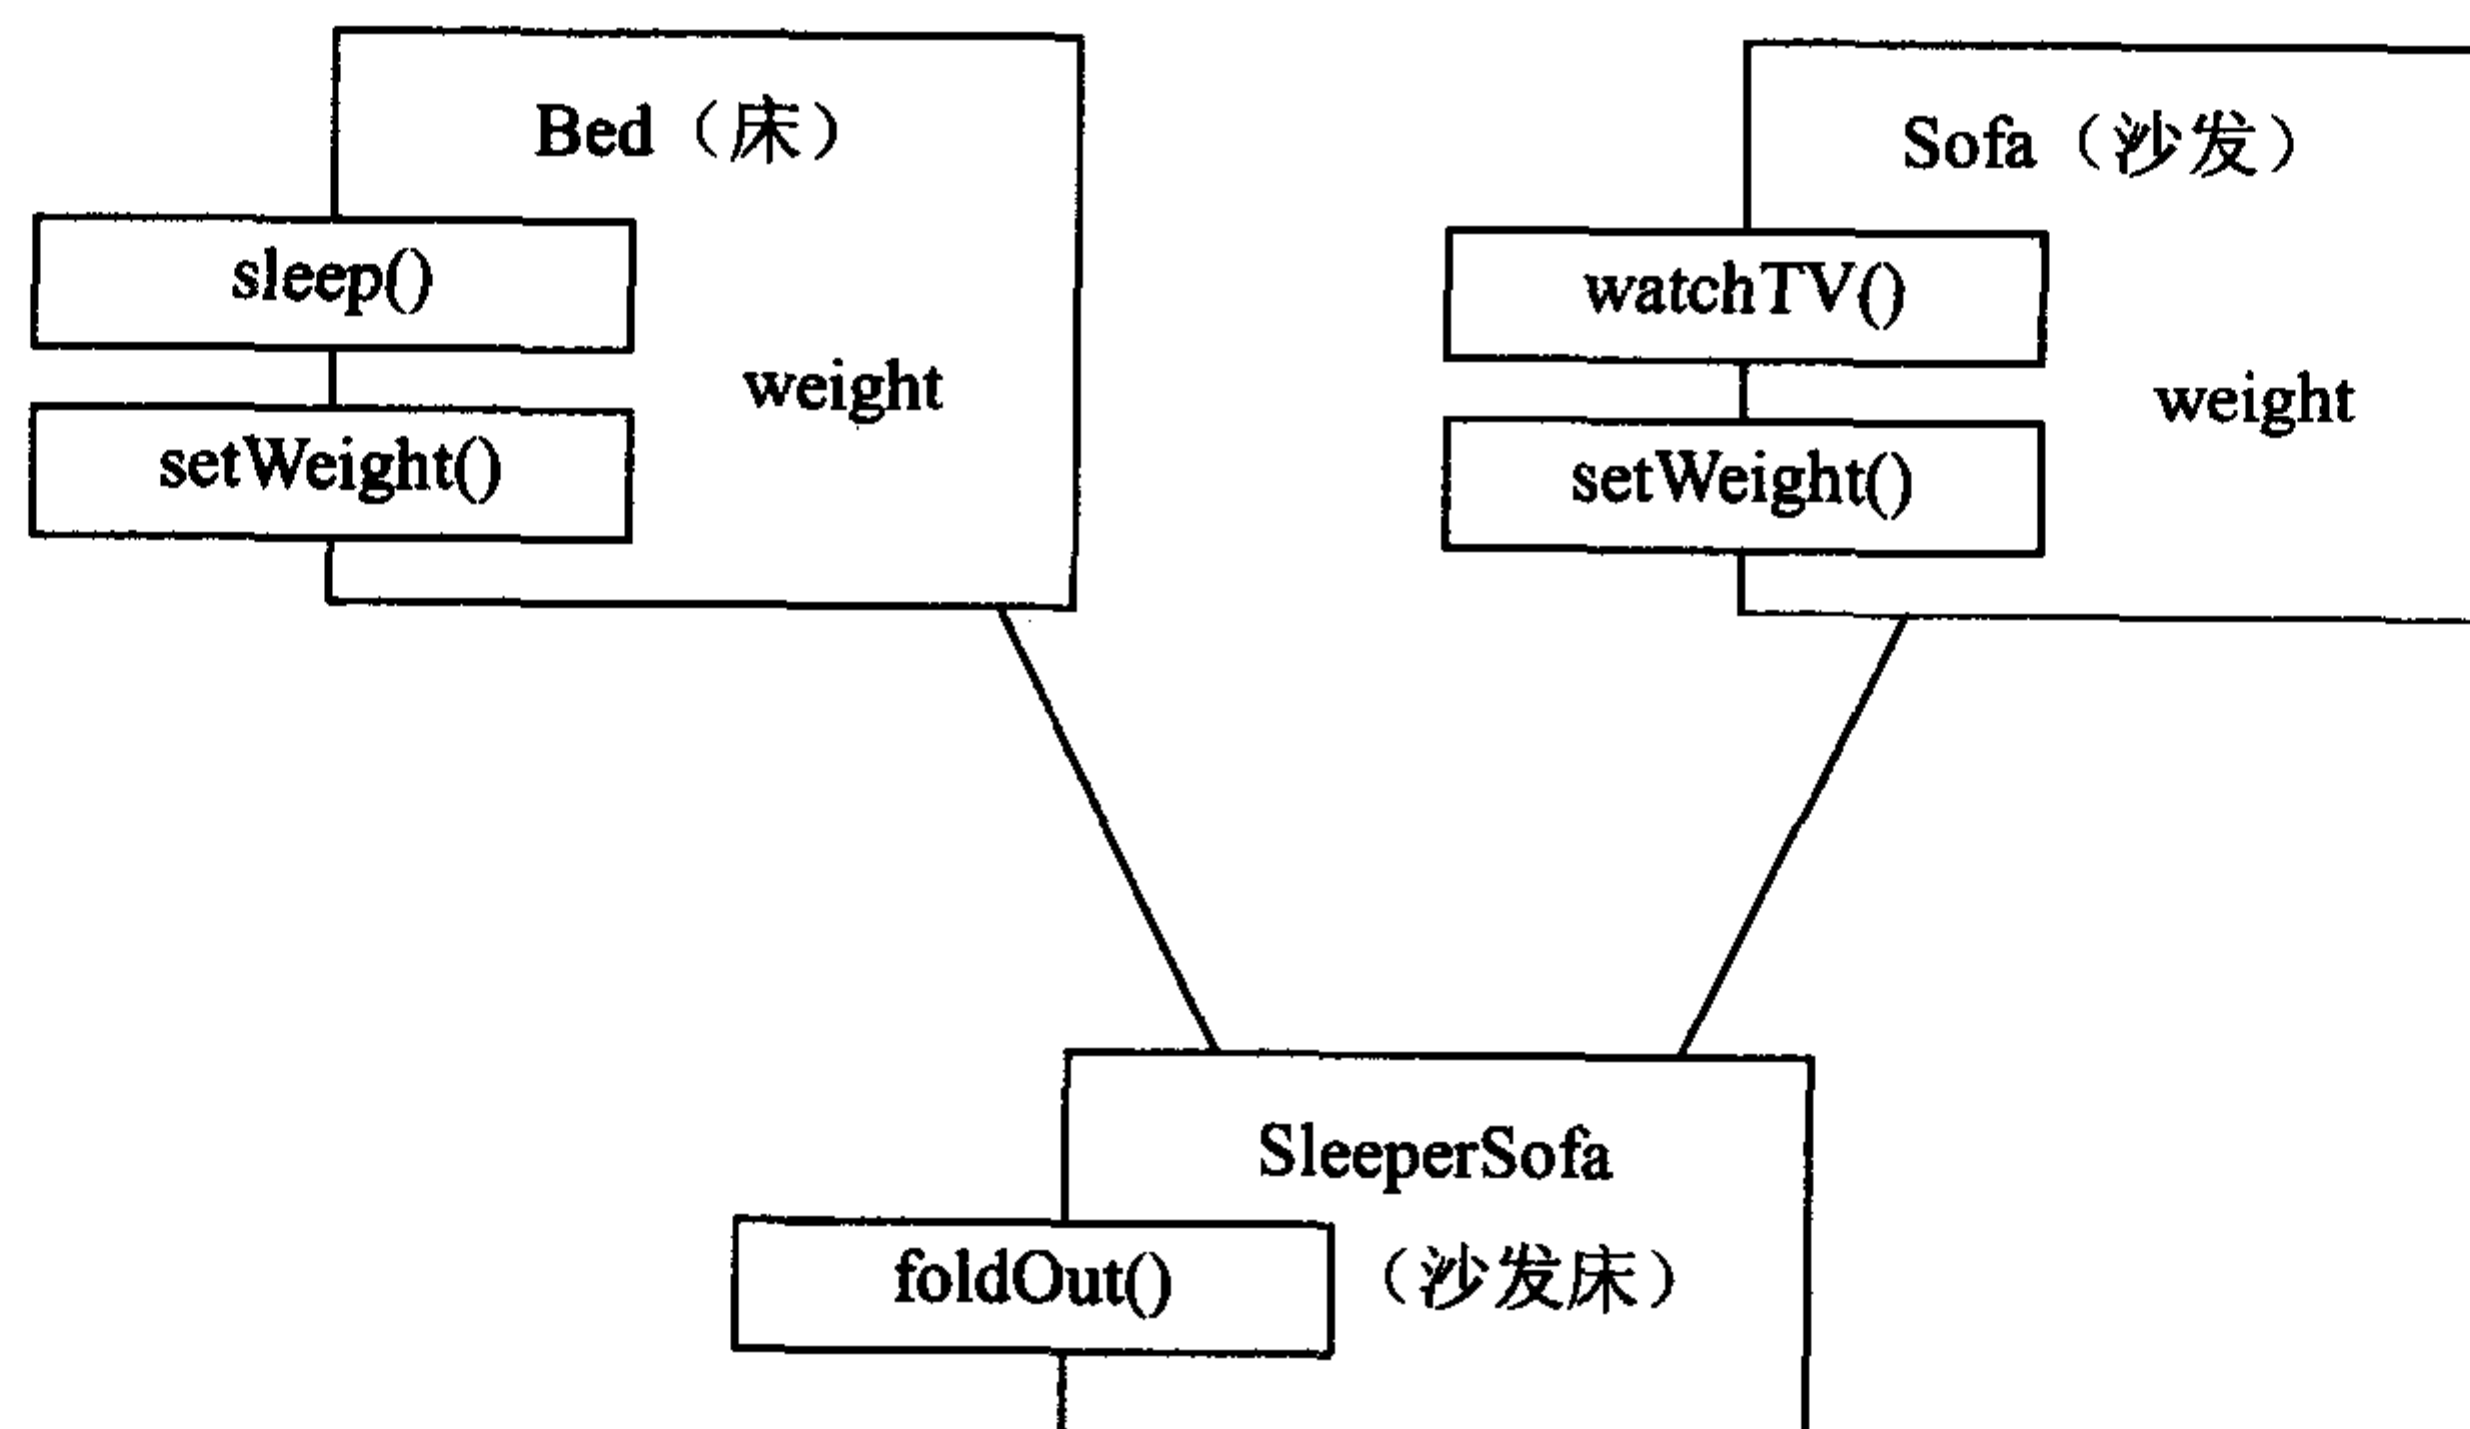 Bed（床）
sleep()
weight
setWeight()
Sofa（沙发）
watchTV()
weight
setWeight()
SleeperSofa
foldOut()
（沙发床）